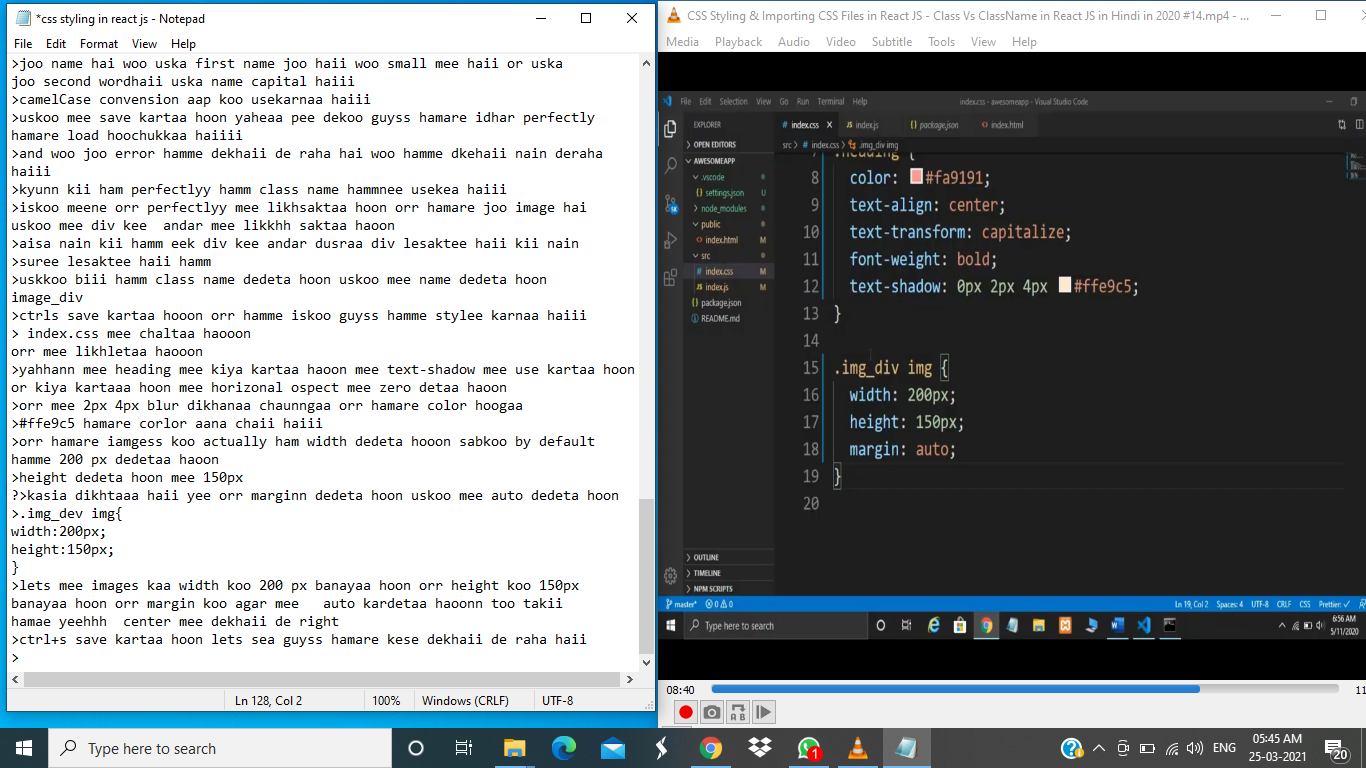 *css styling in react js - Notepad
File Edit Format View Help
>joo name hai woo uska first name joo haii woo small mee haii or uska
joo second wordhaii uska name capital haiii
>camelCase convension aap koo usekarnaa haiii
>uskoo mee save kartaa hoon yaheaa pee dekoo guyss hamare idhar perfectly
hamare load hoochukkaa haiiii
>and woo joo error hamme dekhaii de raha hai woo hamme dkehaii nain deraha
haiii
>kyunn kii ham perfectlyy hamm class name hammnee usekea haiii
>iskoo meene orr perfectlyy mee likhsaktaa hoon orr hamare joo image hai
uskoo mee div kee  andar mee likkhh saktaa haoon
>aisa nain kii hamm eek div kee andar dusraa div lesaktee haii kii nain
>suree lesaktee haii hamm
>uskkoo biii hamm class name dedeta hoon uskoo mee name dedeta hoon
image_div
>ctrls save kartaa hooon orr hamme iskoo guyss hamme stylee karnaa haiii
> index.css mee chaltaa haooon
orr mee likhletaa haooon
>yahhann mee heading mee kiya kartaa haoon mee text-shadow mee use kartaa hoon
or kiya kartaaa hoon mee horizonal ospect mee zero detaa haoon
>orr mee 2px 4px blur dikhanaa chaunngaa orr hamare color hoogaa
>#ffe9c5 hamare corlor aana chaii haiii
>orr hamare iamgess koo actually ham width dedeta hooon sabkoo by default
hamme 200 px dedetaa haoon
>height dedeta hoon mee 150px
?>kasia dikhtaaa haii yee orr marginn dedeta hoon uskoo mee auto dedeta hoon
>.img_dev img{
width:200px;
height:150px;
}
>lets mee images kaa width koo 200 px banayaa hoon orr height koo 150px
banayaa hoon orr margin koo agar mee   auto kardetaa haoonn too takii
hamae yeehhh  center mee dekhaii de right
>ctrl+s save kartaa hoon lets sea guyss hamare kese dekhaii de raha haii
>
Ln 128, Col 2 100% Windows (CRLF) UTF-8
CSS Styling & Importing CSS Files in React JS - Class Vs ClassName in React JS in Hindi in 2020 #14.mp4 - ...
Media Playback Audio Video Subtitle Tools View Help
File Edit Selection View Go Run Terminal Help index.css - awesomeapp - Visual Studio Code
EXPLORER
OPEN EDITORS
AWESOMEAPP
.vscode
settings.json U
node_modules
public
index.html M
src
index.css M
index.js M
package.json
README.md
OUTLINE
TIMELINE
NPM SCRIPTS
index.css index.js package.json index.html
src > index.css > .img_div img
.heading {
8 color: #fa9191;
9 text-align: center;
10 text-transform: capitalize;
11 font-weight: bold;
12 text-shadow: 0px 2px 4px #ffe9c5;
13 }
14
15 .img_div img {
16 width: 200px;
17 height: 150px;
18 margin: auto;
19 }
20
master* 0 0 Ln 19, Col 2 Spaces: 4 UTF-8 CRLF CSS Prettier: ✓
Type here to search
6:56 AM
5/11/2020
08:40
11
Type here to search
1
ENG
05:45 AM
25-03-2021
20